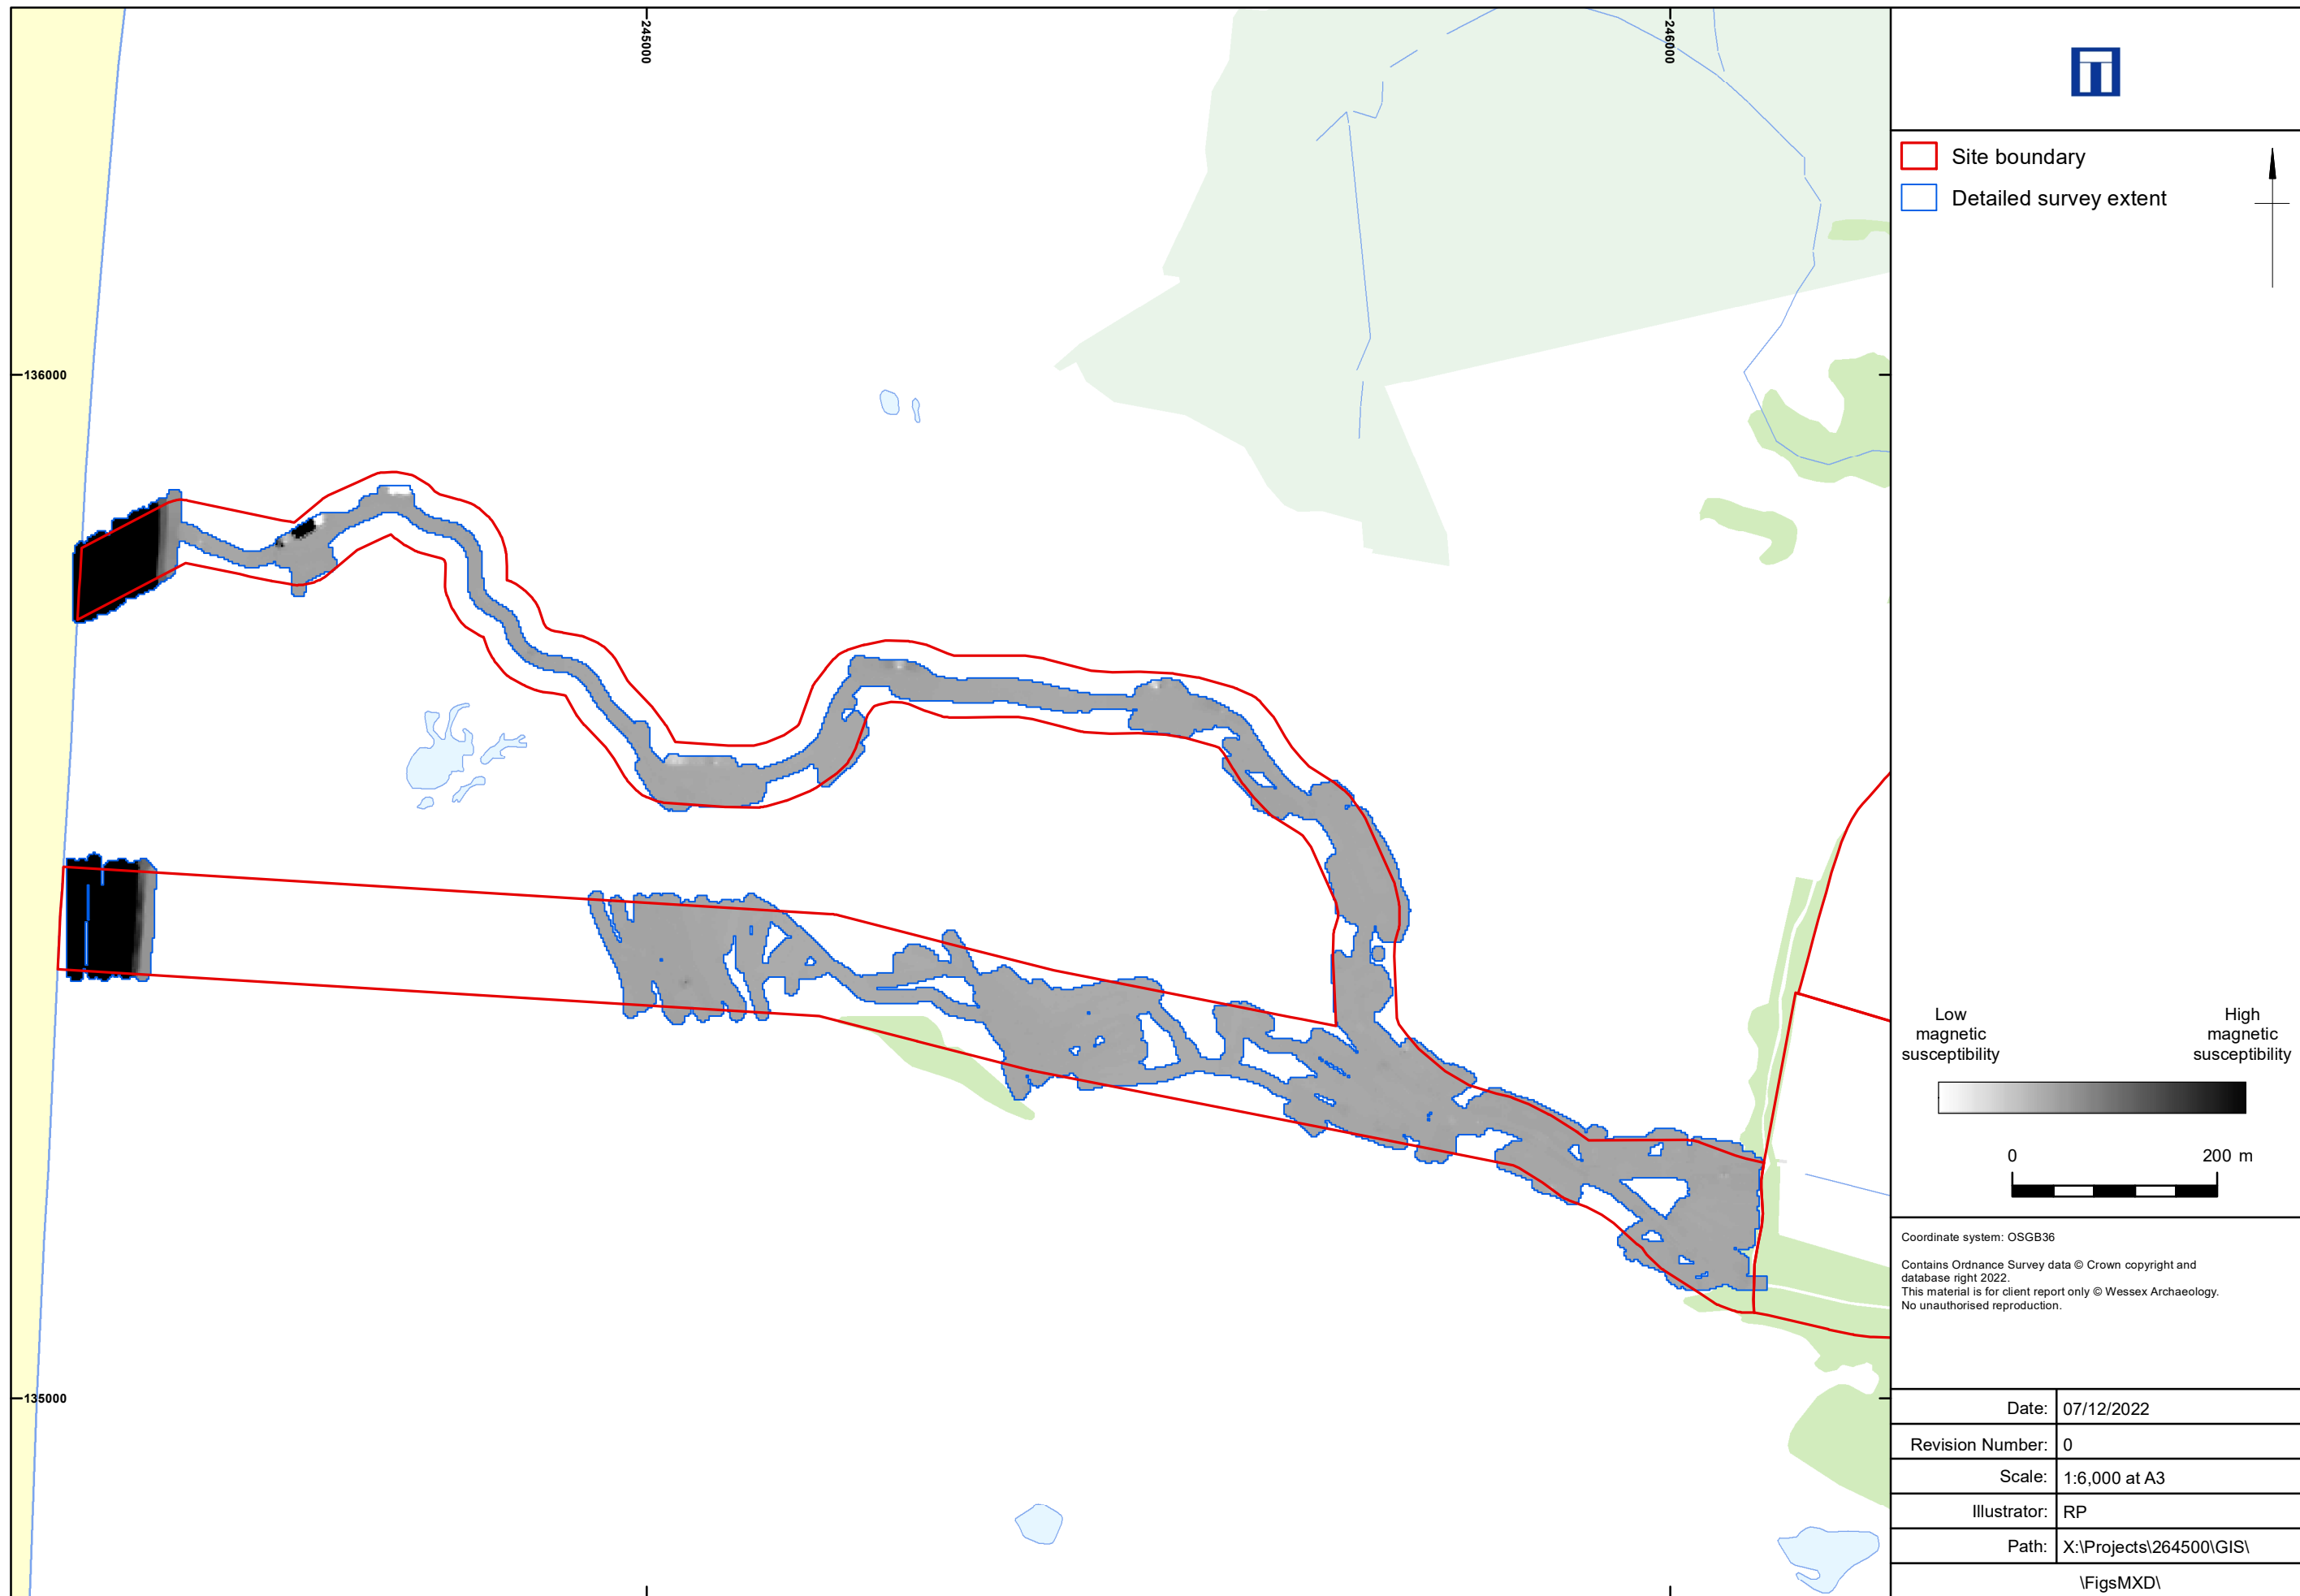 245000
246000
136000
135000
Site boundary
Detailed survey extent
Low
magnetic
susceptibility
High
magnetic
susceptibility
0
200 m
Coordinate system: OSGB36
Contains Ordnance Survey data © Crown copyright and
database right 2022.
This material is for client report only © Wessex Archaeology.
No unauthorised reproduction.
Date: 07/12/2022
Revision Number: 0
Scale: 1:6,000 at A3
Illustrator: RP
Path: X:\Projects\264500\GIS\
\FigsMXD\